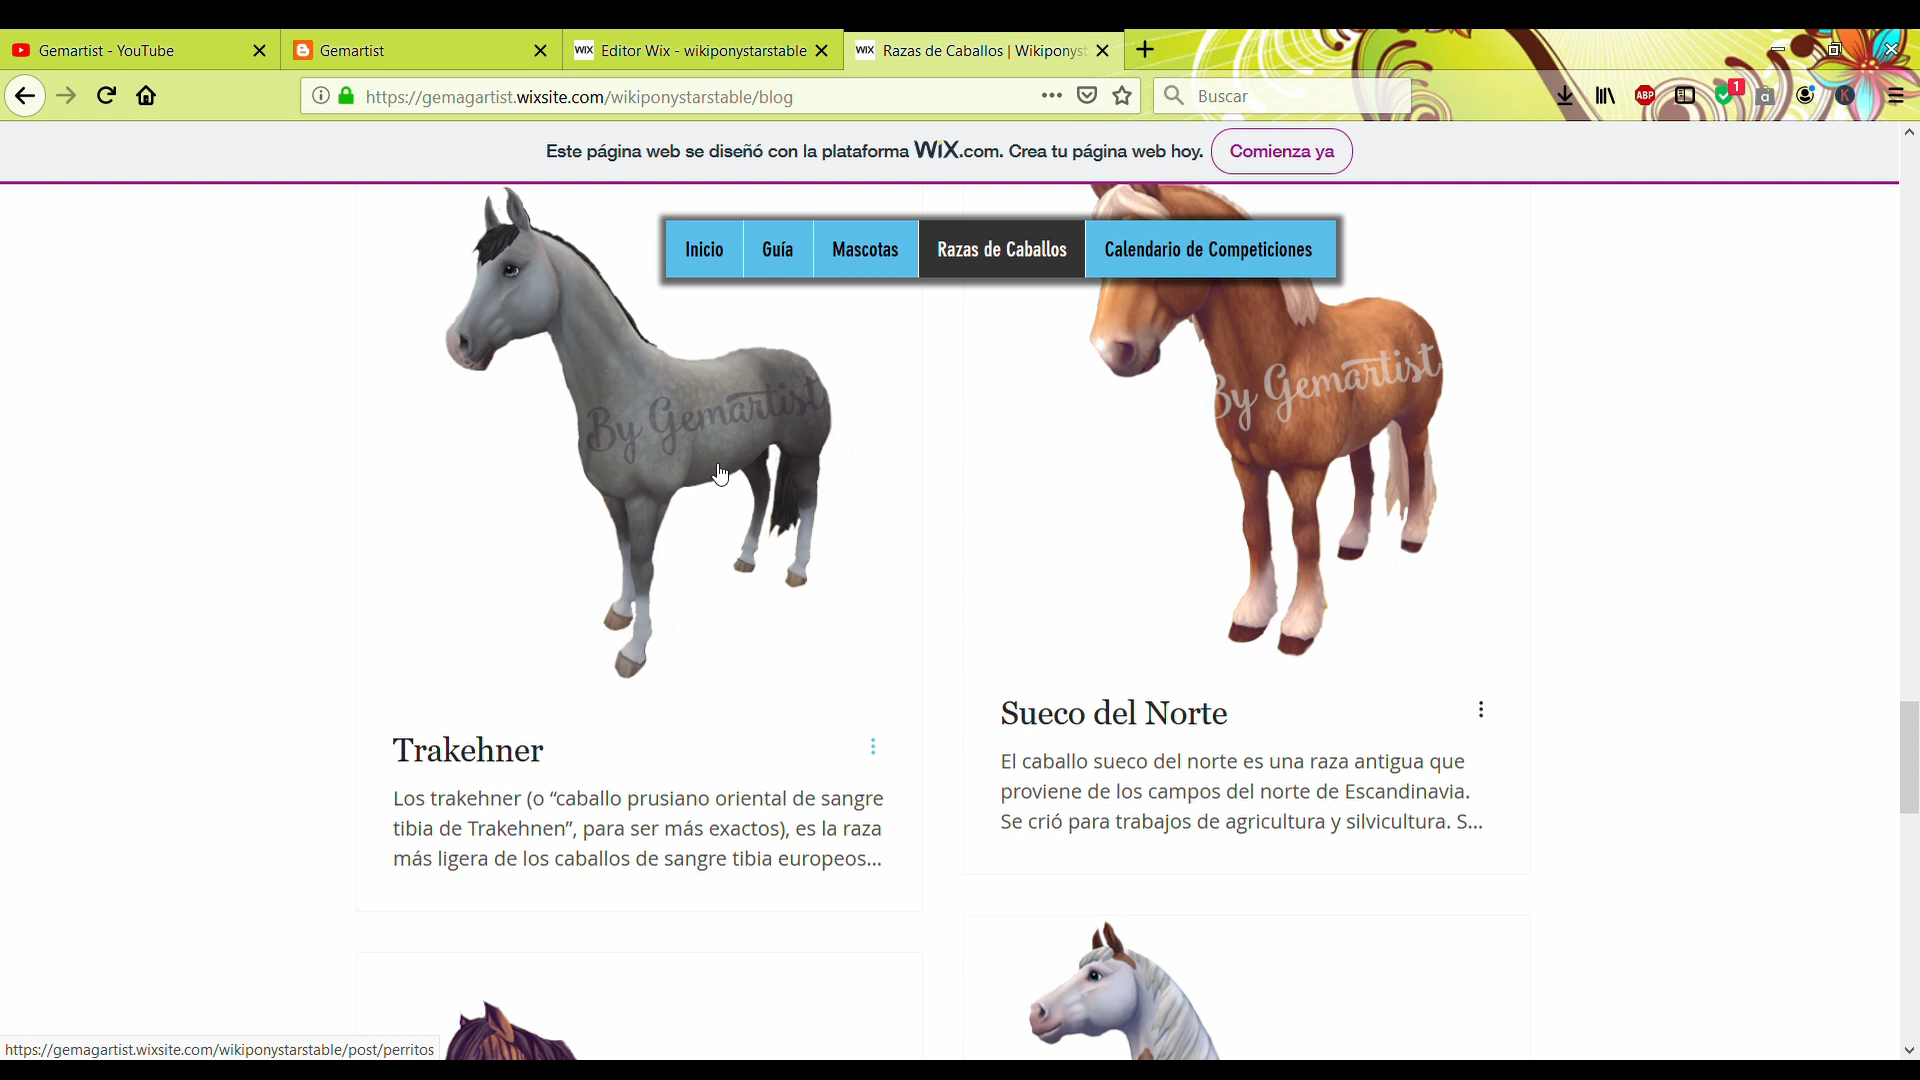 Gemartist - YouTube
Gemartist
WIX Editor Wix - wikiponystarstable
WIX Razas de Caballos | Wikiponyst
https://gemagartist.wixsite.com/wikiponystarstable/blog
Buscar
ABP
1
a
K
Este página web se diseñó con la plataforma WiX.com. Crea tu página web hoy.
Comienza ya
Inicio
Guía
Mascotas
Razas de Caballos
Calendario de Competiciones
By Gemartist
By Gemartist
Trakehner
Los trakehner (o “caballo prusiano oriental de sangre
tibia de Trakehnen”, para ser más exactos), es la raza
más ligera de los caballos de sangre tibia europeos...
Sueco del Norte
El caballo sueco del norte es una raza antigua que
proviene de los campos del norte de Escandinavia.
Se crió para trabajos de agricultura y silvicultura. S...
https://gemagartist.wixsite.com/wikiponystarstable/post/perritos